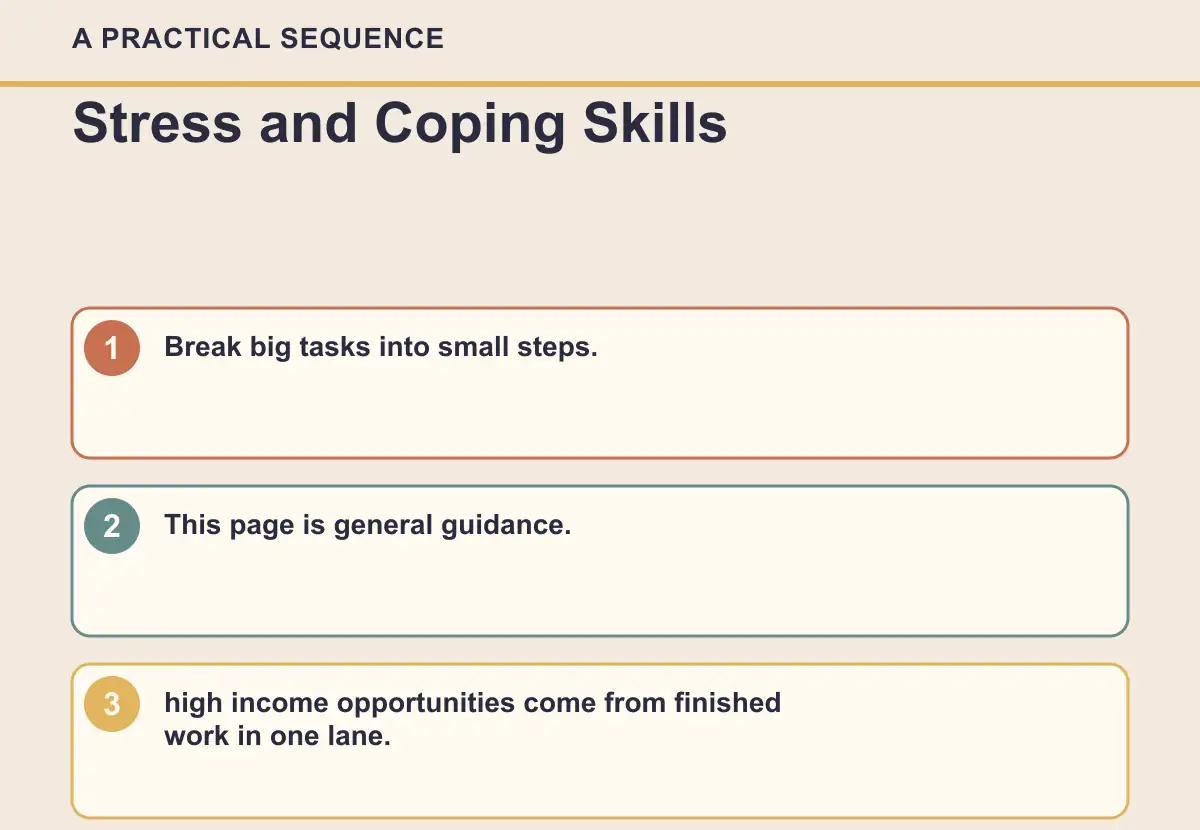 A PRACTICAL SEQUENCE
Stress and Coping Skills
1
Break big tasks into small steps.
2
This page is general guidance.
3
high income opportunities come from finished
work in one lane.